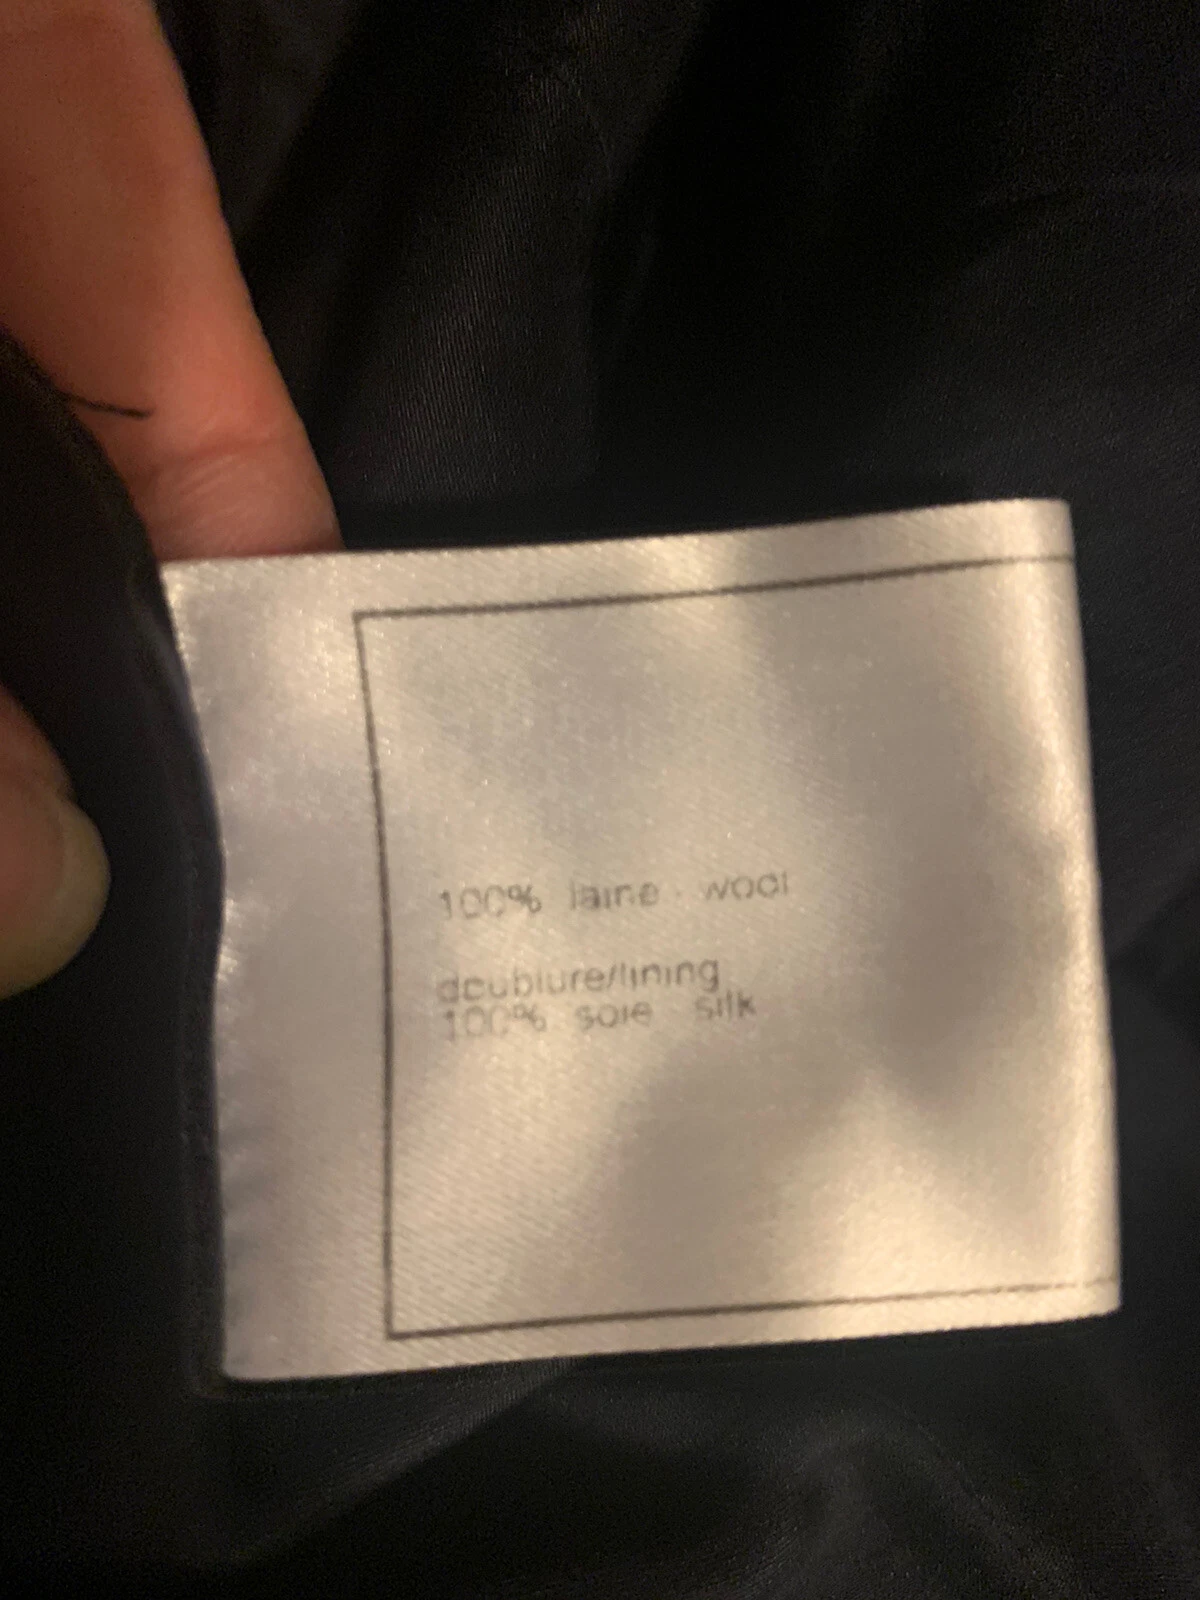 100% laine - wool
doublure/lining
100% soie silk